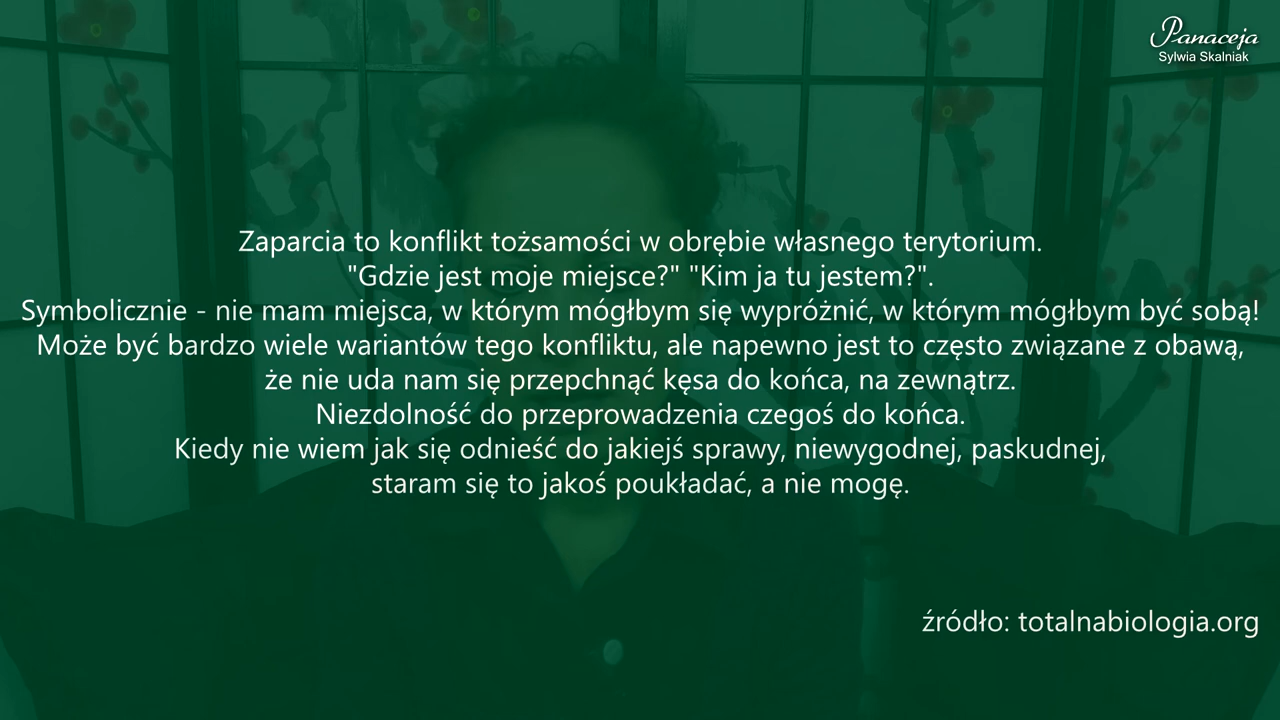 Panaceja
Sylwia Skalniak
Zaparcia to konflikt tożsamości w obrębie własnego terytorium.
"Gdzie jest moje miejsce?" "Kim ja tu jestem?".
Symbolicznie - nie mam miejsca, w którym mógłbym się wypróżnić, w którym mógłbym być sobą!
Może być bardzo wiele wariantów tego konfliktu, ale napewno jest to często związane z obawą,
że nie uda nam się przepchnąć kęsa do końca, na zewnątrz.
Niezdolność do przeprowadzenia czegoś do końca.
Kiedy nie wiem jak się odnieść do jakiejś sprawy, niewygodnej, paskudnej,
staram się to jakoś poukładać, a nie mogę.
źródło: totalnabiologia.org